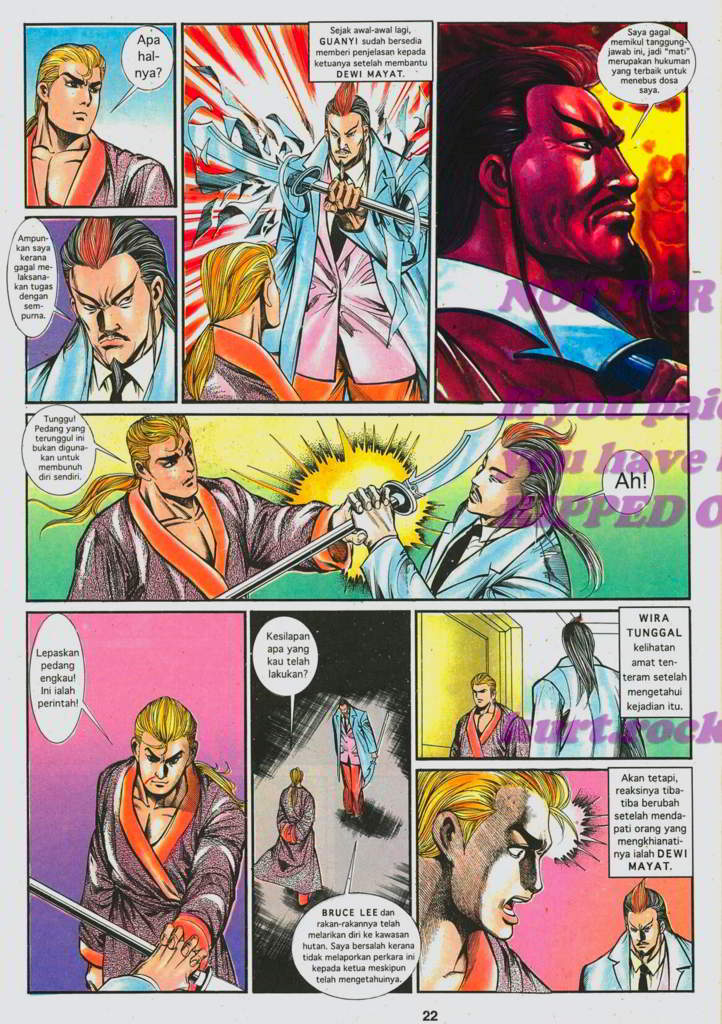 Apa
hal-
nya?
Sejak awal-awal lagi,
GUANYI sudah bersedia
memberi penjelasan kepada
ketuanya setelah membantu
DEWI MAYAT.
Saya gagal
memikul tanggung-
jawab ini, jadi "mati"
merupakan hukuman
yang terbaik untuk
menebus dosa
saya.
Ampun-
kan saya
kerana
gagal me-
laksana-
kan tugas
dengan
sem-
purna.
NOT FOR
If you paid
you have
RIPPED O
Tunggu!
Pedang yang
terunggul ini
bukan diguna-
kan untuk
membunuh
diri sendiri.
Ah!
Lepaskan
pedang
engkau!
Ini ialah
perintah!
Kesilapan
apa yang
kau telah
lakukan?
BRUCE LEE dan
rakan-rakannya telah
melarikan diri ke kawasan
hutan. Saya bersalah kerana
tidak melaporkan perkara ini
kepada ketua meskipun
telah mengetahuinya.
WIRA
TUNGGAL
kelihatan
amat ten-
teram setelah
mengetahui
kejadian itu.
kurt.rock
Akan tetapi,
reaksinya tiba-
tiba berubah
setelah menda-
pati orang yang
mengkhianati-
nya ialah DEWI
MAYAT.
22